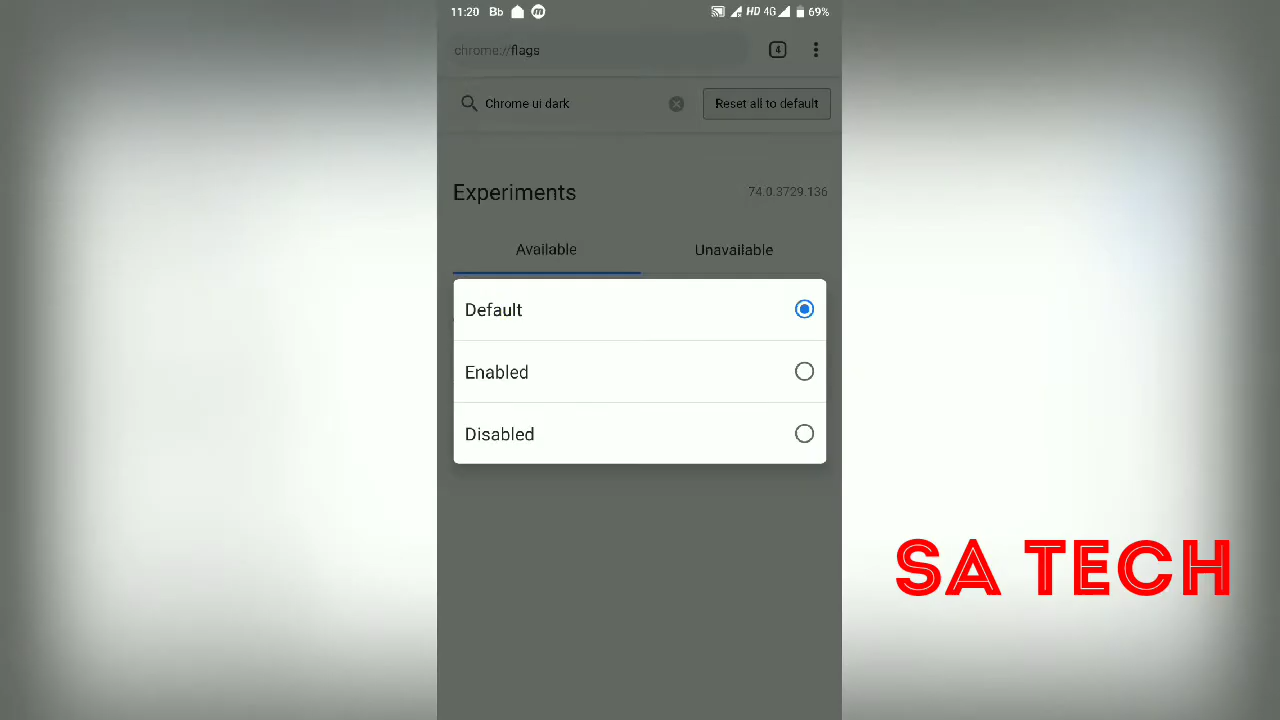 11:20 Bb HD 4G 69%
chrome://flags 4
Chrome ui dark Reset all to default
Experiments 74.0.3729.136
Available Unavailable
Default
Enabled
Disabled
SA TECH